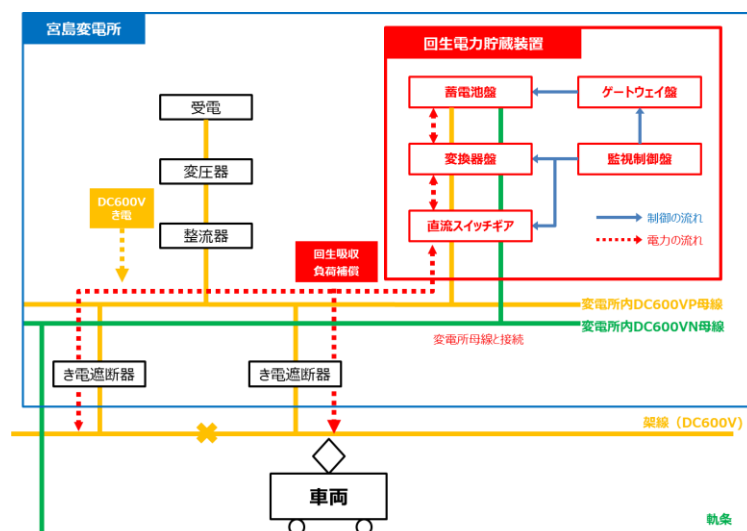 宮島変電所
回生電力貯蔵装置
蓄電池盤
ゲートウェイ盤
受電
変換器盤
監視制御盤
変圧器
DC600V
き電
直流スイッチギア
制御の流れ
整流器
電力の流れ
回生吸収
負荷補償
変電所内DC600VP母線
変電所内DC600VN母線
変電所母線と接続
き電遮断器
き電遮断器
架線（DC600V）
車両
軌条